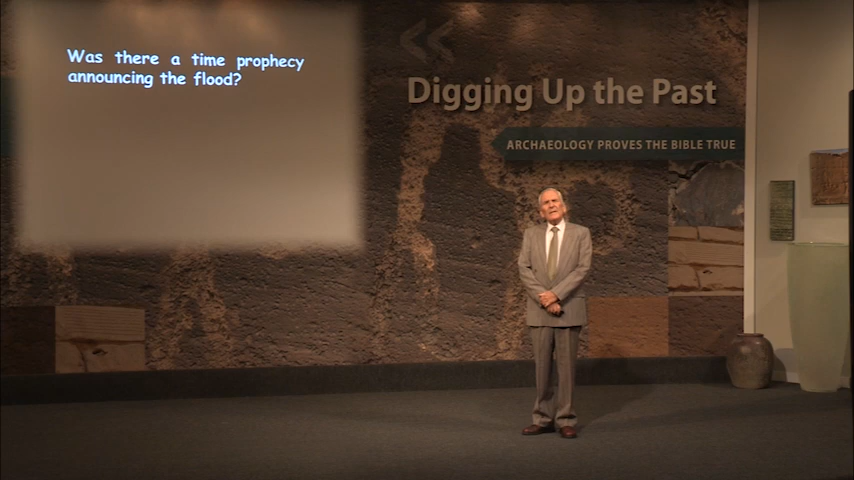 Was there a time prophecy
announcing the flood?
Digging Up the Past
ARCHAEOLOGY PROVES THE BIBLE TRUE